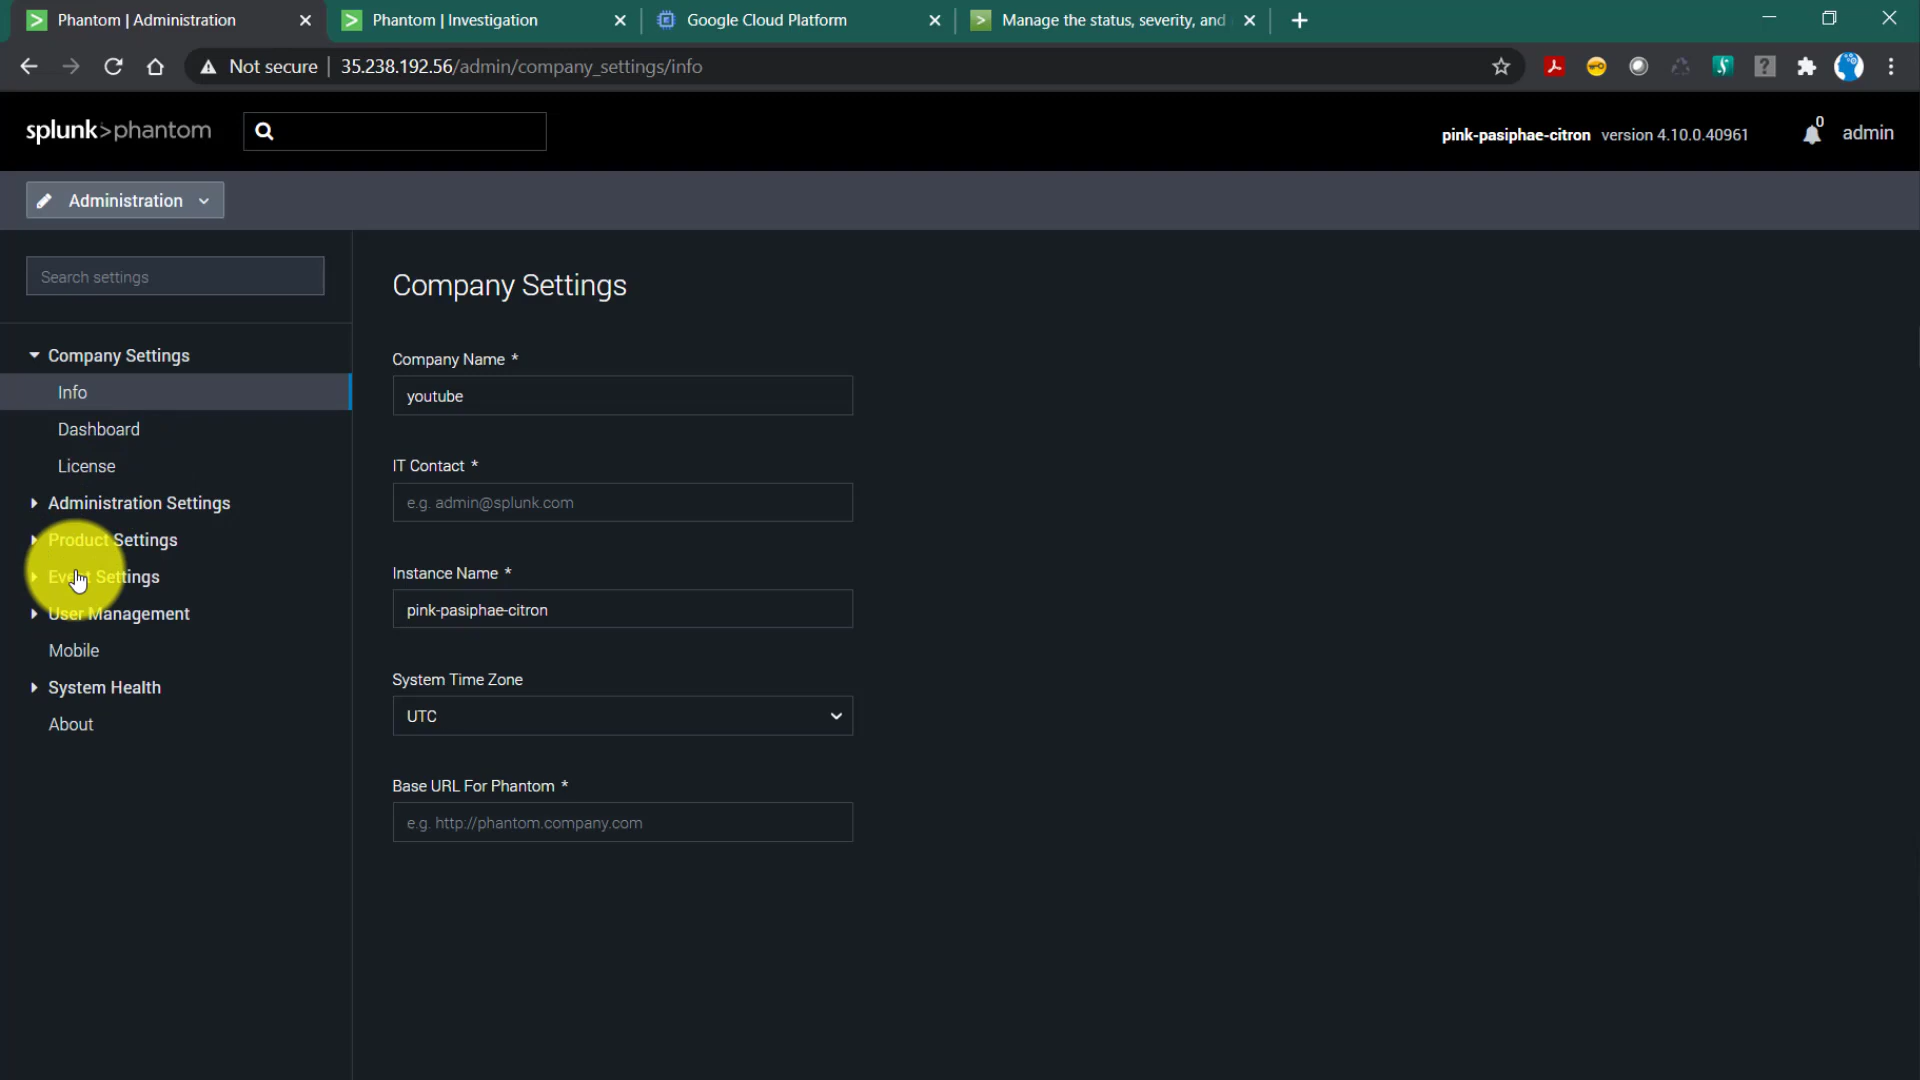 Phantom | Administration
Phantom | Investigation
Google Cloud Platform
Manage the status, severity, and
Not secure
35.238.192.56/admin/company_settings/info
splunk>phantom
pink-pasiphae-citron version 4.10.0.40961
0
admin
Administration
Search settings
Company Settings
Info
Dashboard
License
Administration Settings
Product Settings
Event Settings
User Management
Mobile
System Health
About
Company Settings
Company Name *
youtube
IT Contact *
e.g. admin@splunk.com
Instance Name *
pink-pasiphae-citron
System Time Zone
UTC
Base URL For Phantom *
e.g. http://phantom.company.com